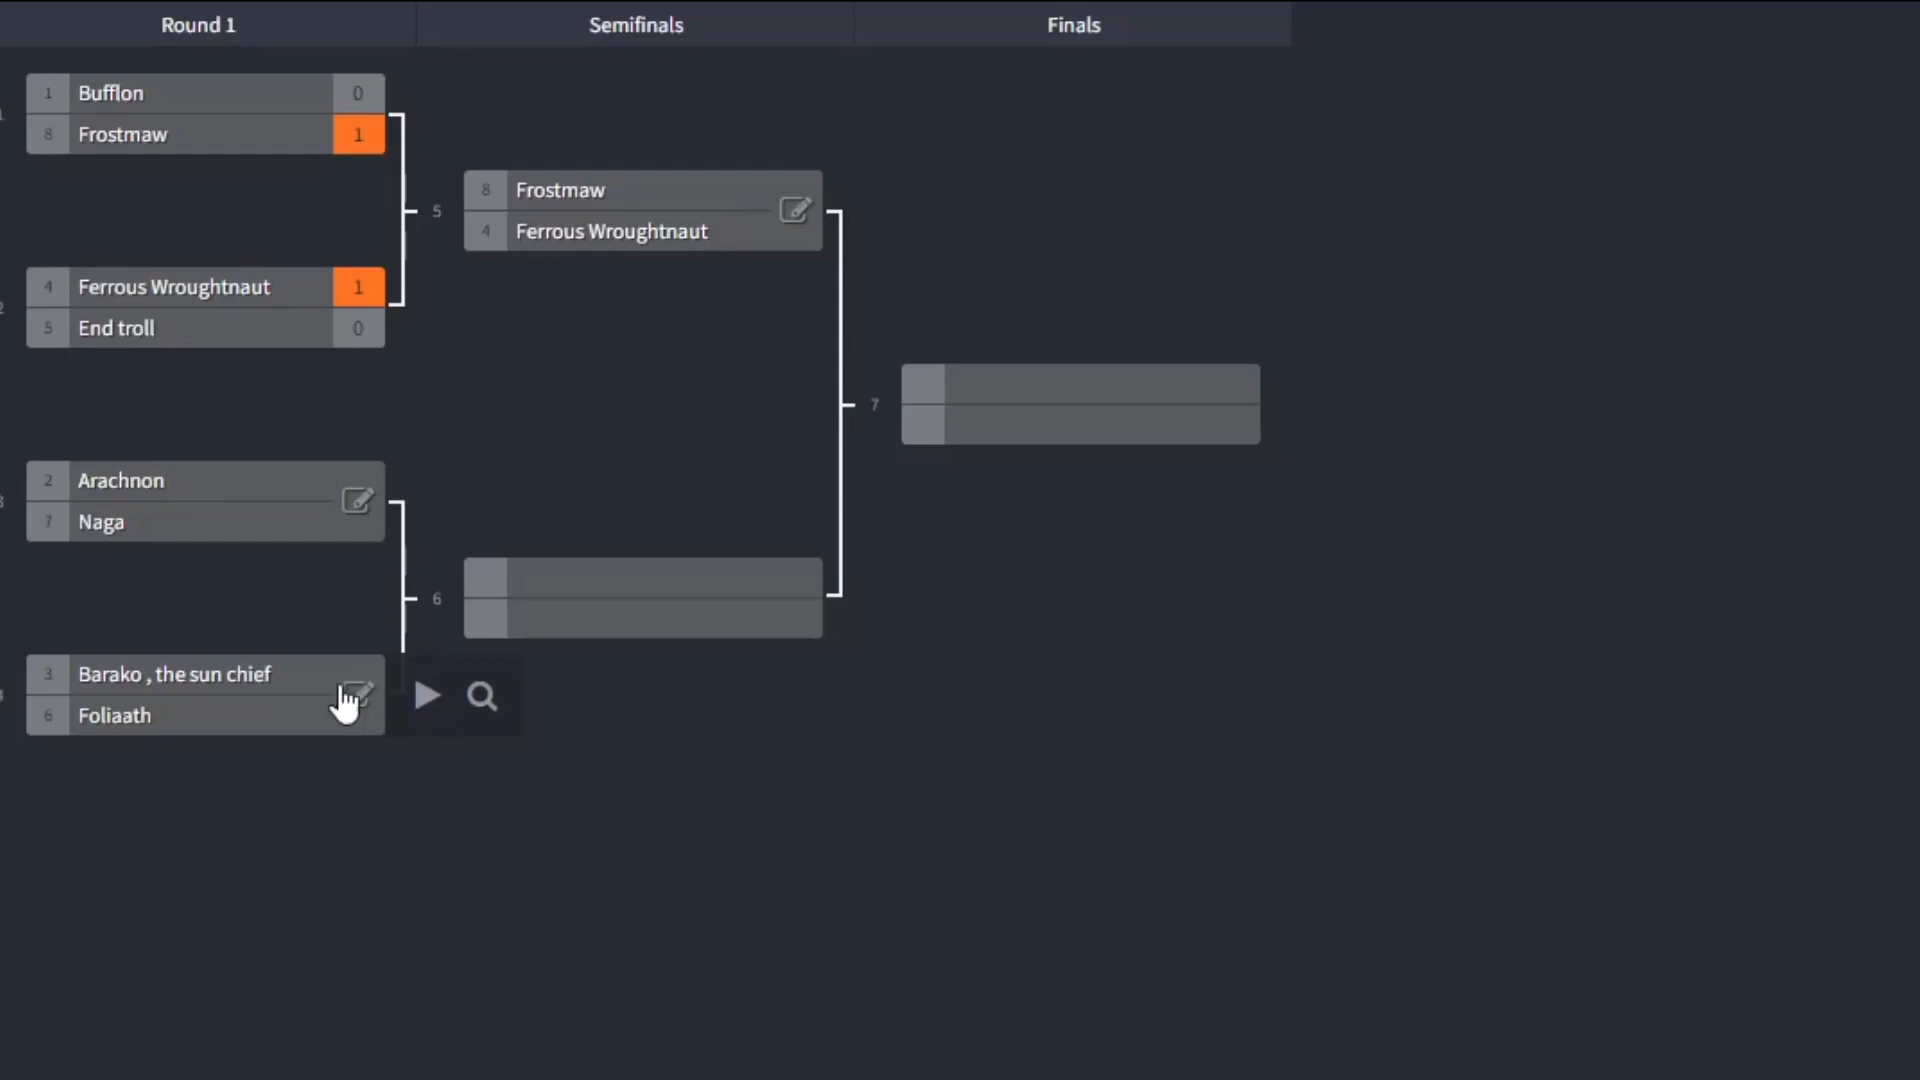 Round 1
Semifinals
Finals
1 Bufflon 0
8 Frostmaw 1
5
8 Frostmaw
4 Ferrous Wroughtnaut
4 Ferrous Wroughtnaut 1
5 End troll 0
7
2 Arachnon
7 Naga
6
3 Barako , the sun chief
6 Foliaath